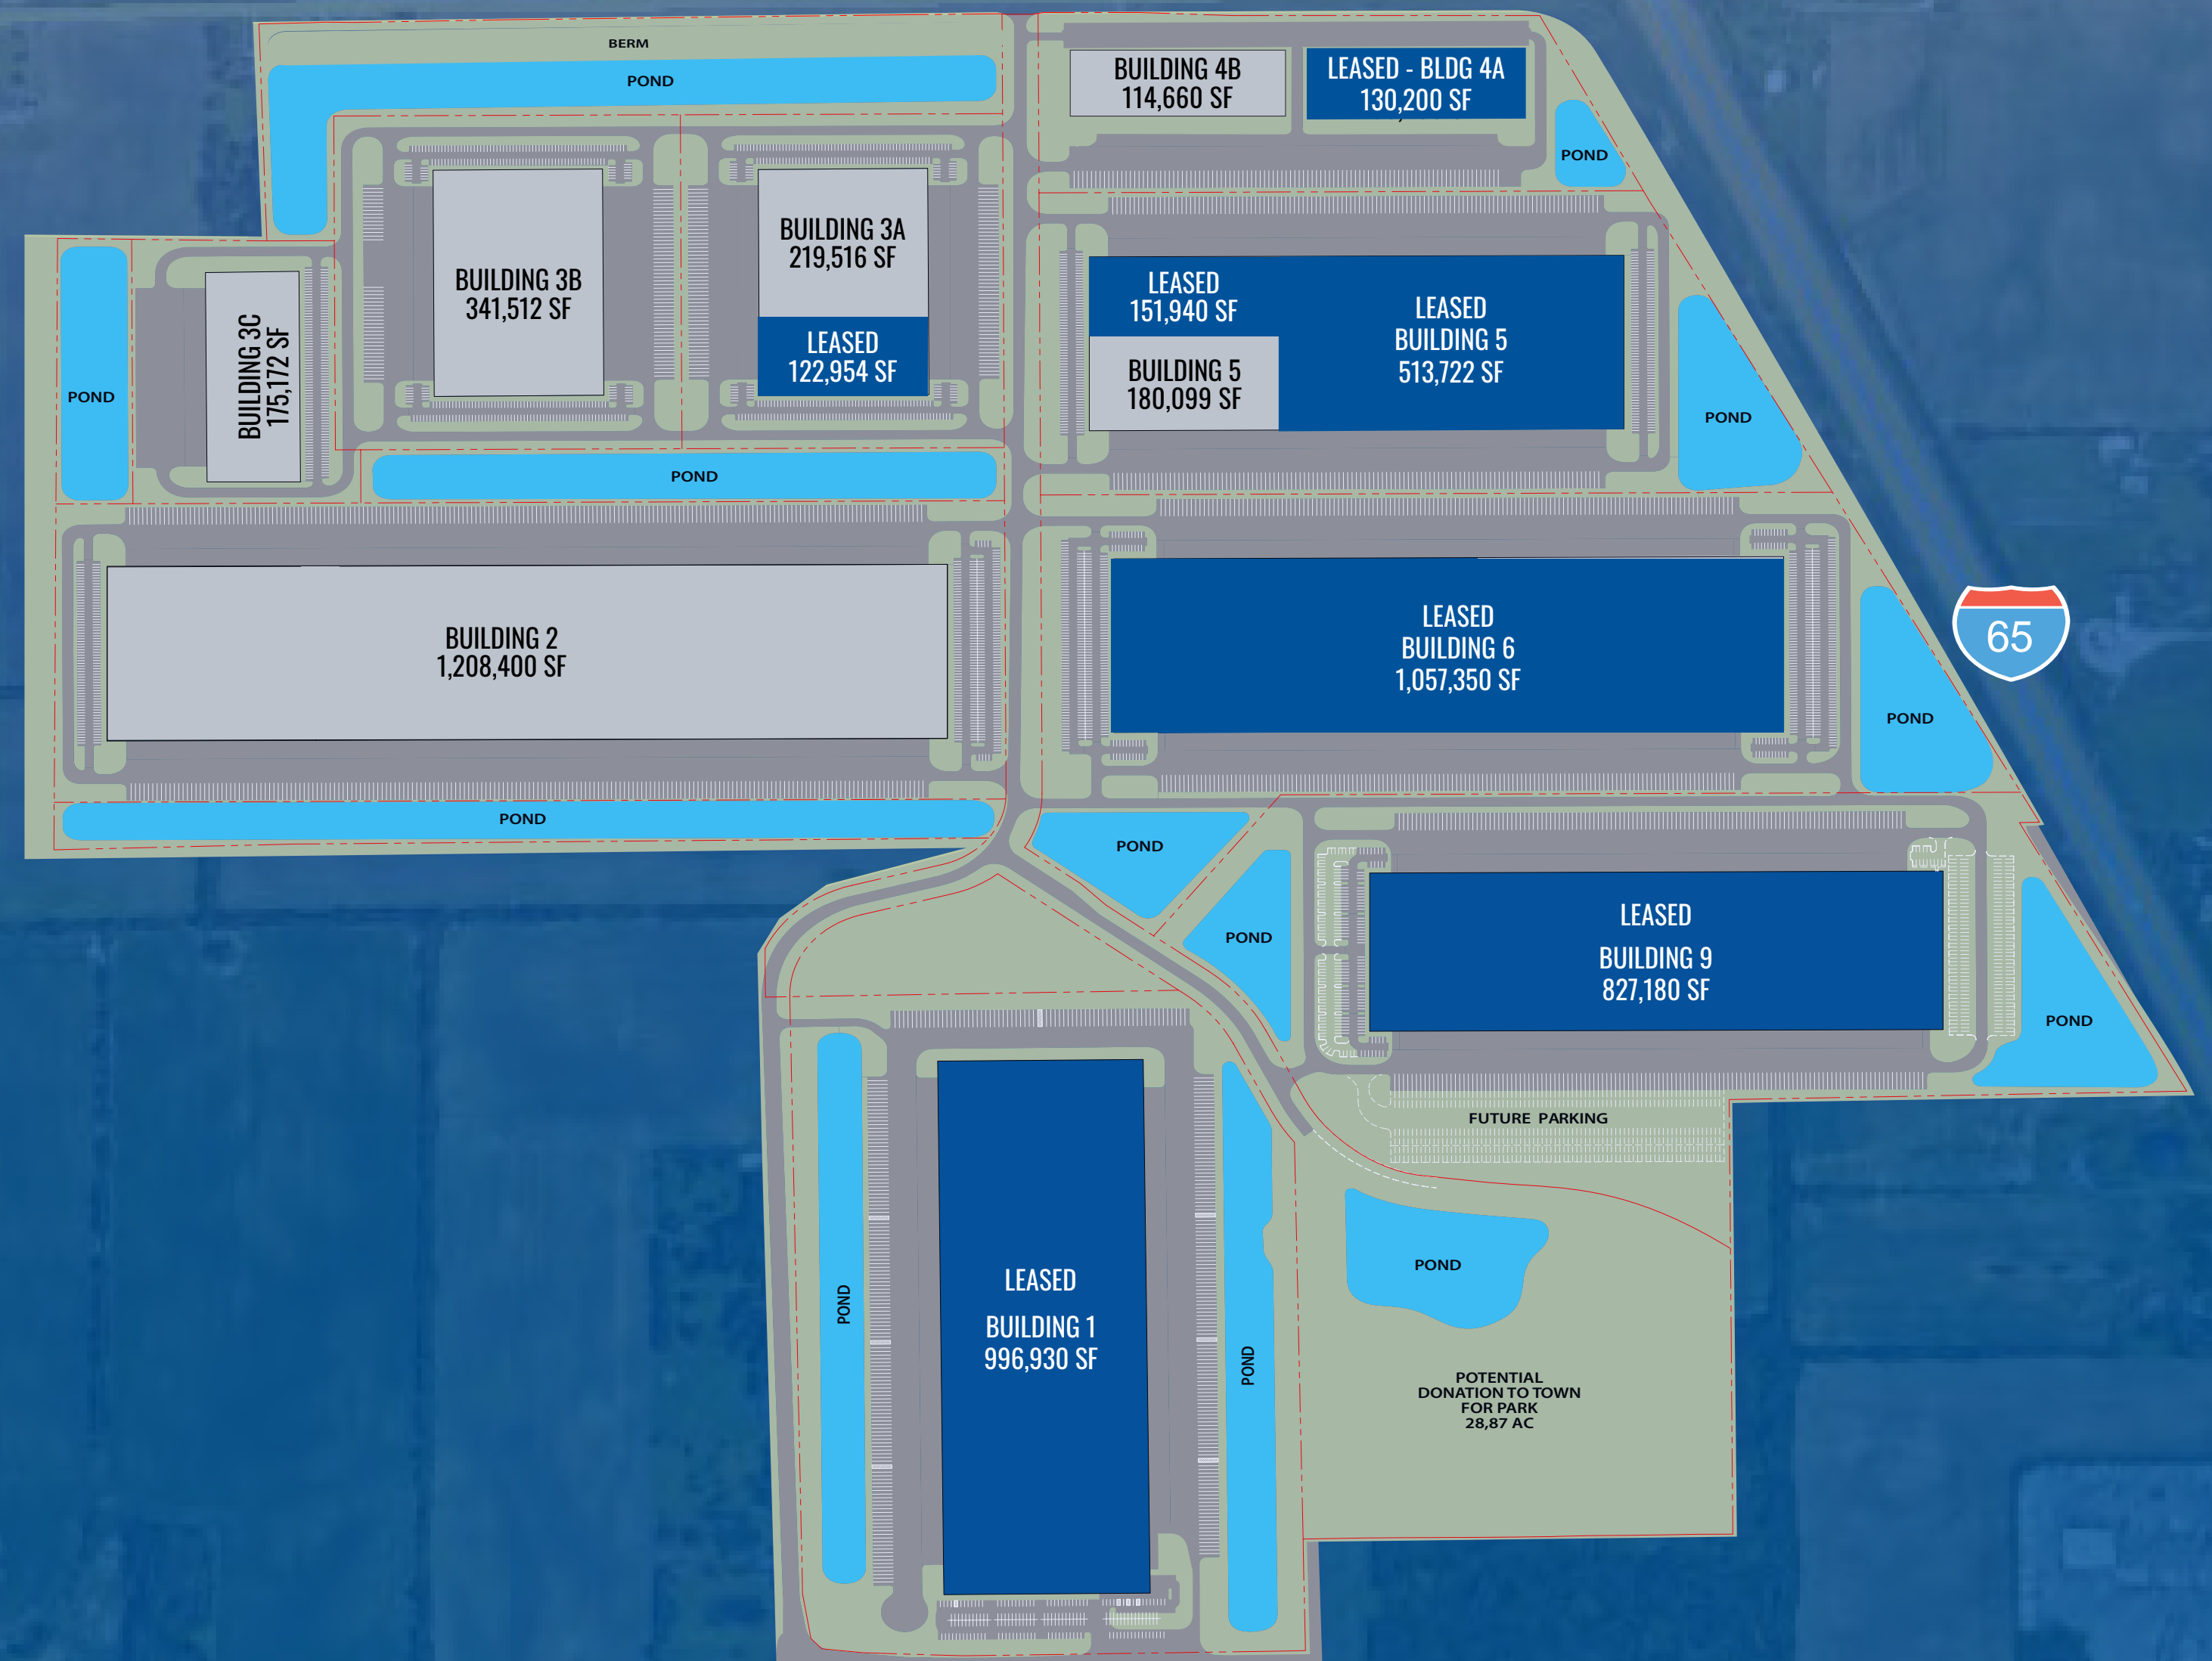 BERM
POND
BUILDING 4B
114,660 SF
LEASED - BLDG 4A
130,200 SF
POND
BUILDING 3A
219,516 SF
LEASED
122,954 SF
BUILDING 3B
341,512 SF
BUILDING 3C
175,172 SF
POND
LEASED
151,940 SF
BUILDING 5
180,099 SF
LEASED
BUILDING 5
513,722 SF
POND
POND
BUILDING 2
1,208,400 SF
LEASED
BUILDING 6
1,057,350 SF
65
POND
POND
POND
POND
LEASED
BUILDING 9
827,180 SF
POND
FUTURE PARKING
POND
LEASED
BUILDING 1
996,930 SF
POND
POND
POTENTIAL
DONATION TO TOWN
FOR PARK
28,87 AC